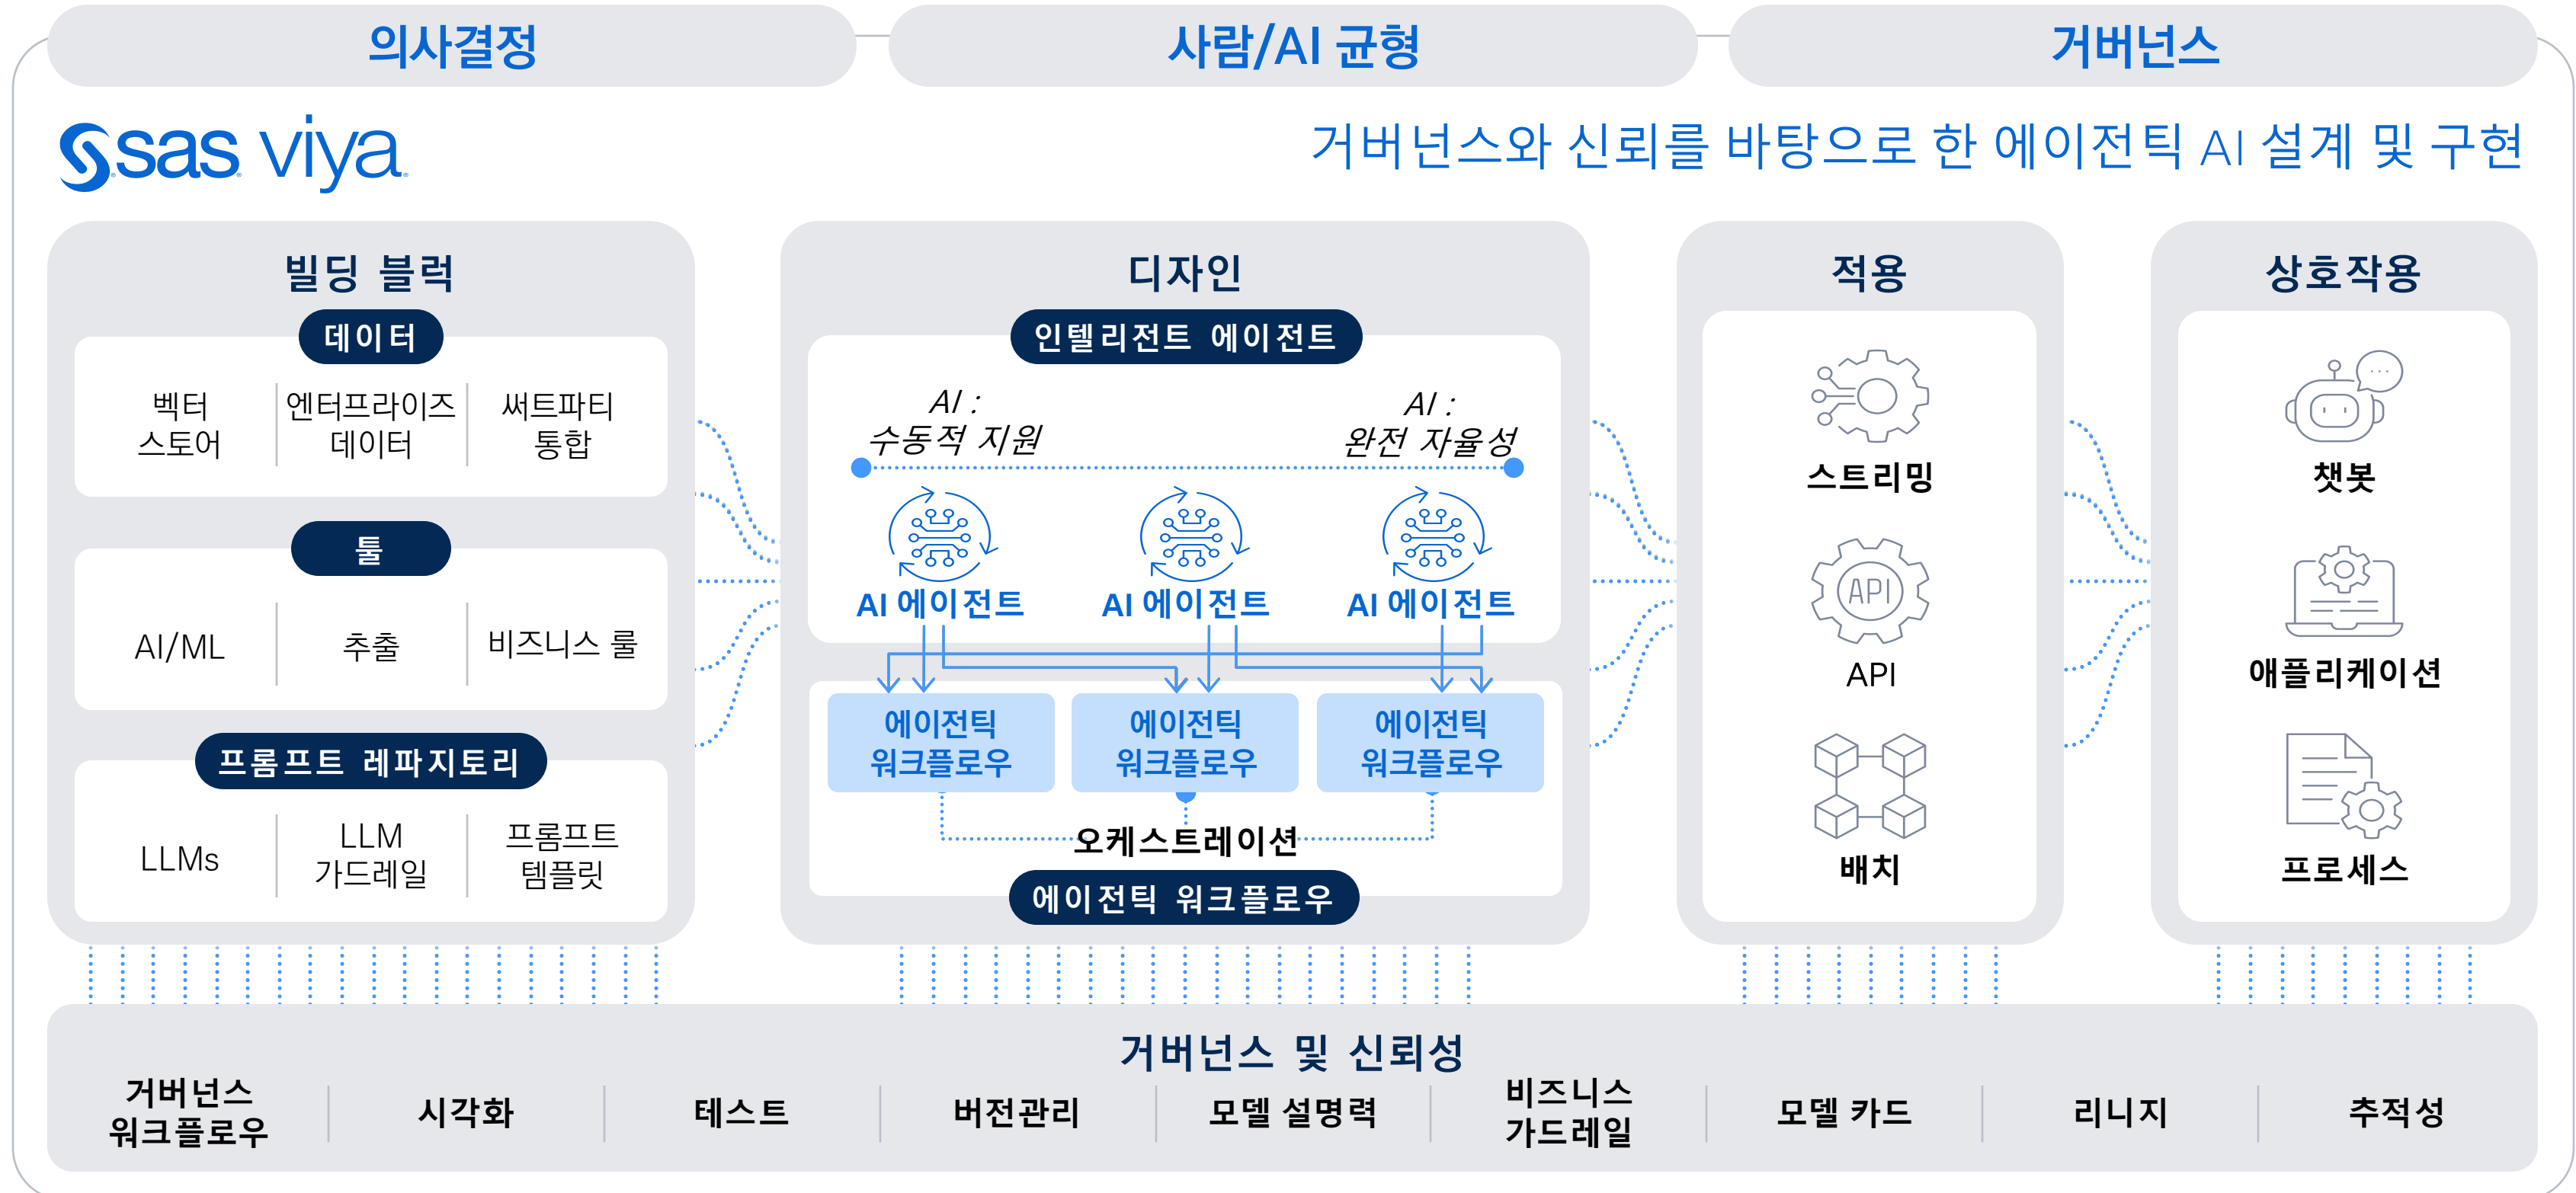 의사결정
사람/AI 균형
거버넌스
sas viya
거버넌스와 신뢰를 바탕으로 한 에이전틱 AI 설계 및 구현
빌딩 블럭
데이터
벡터
스토어
엔터프라이즈
데이터
써트파티
통합
툴
AI/ML
추출
비즈니스 룰
프롬프트 레파지토리
LLMs
LLM
가드레일
프롬프트
템플릿
디자인
인텔리전트 에이전트
AI :
수동적 지원
AI :
완전 자율성
AI 에이전트
AI 에이전트
AI 에이전트
에이전틱
워크플로우
에이전틱
워크플로우
에이전틱
워크플로우
오케스트레이션
에이전틱 워크플로우
적용
스트리밍
API
API
배치
상호작용
챗봇
애플리케이션
프로세스
거버넌스 및 신뢰성
거버넌스
워크플로우
시각화
테스트
버전관리
모델 설명력
비즈니스
가드레일
모델 카드
리니지
추적성